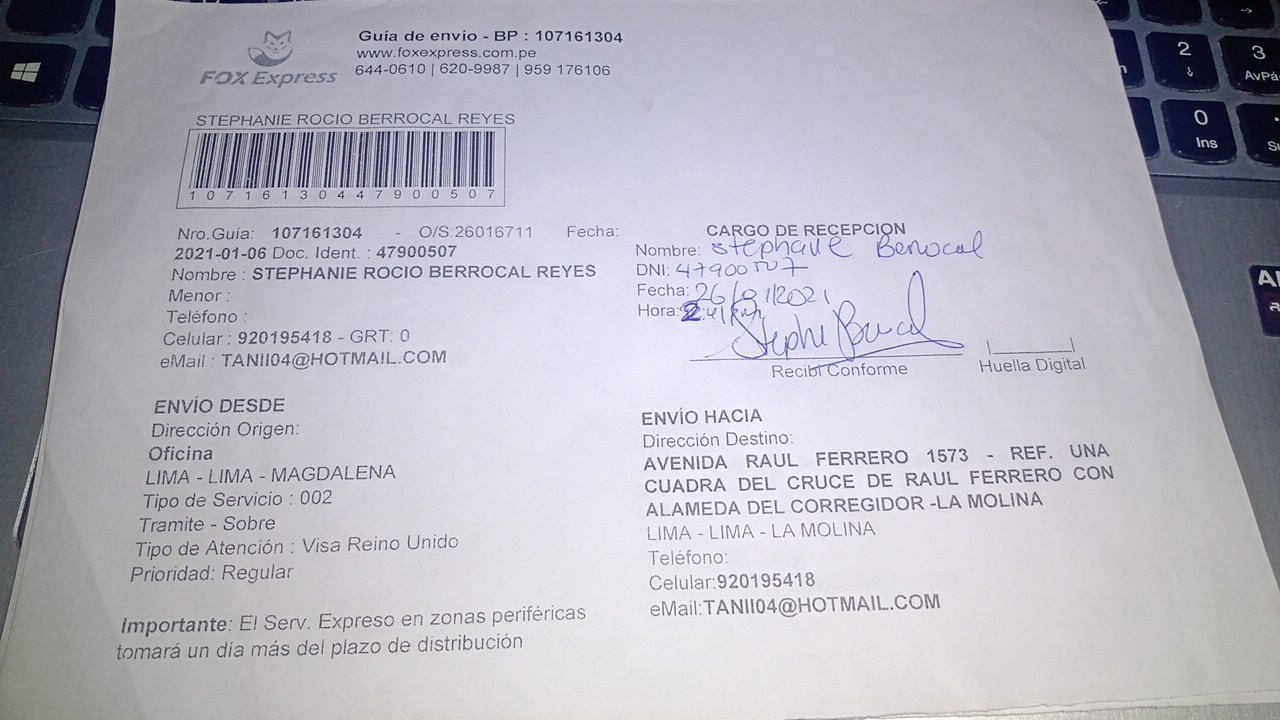 Guía de envío - BP : 107161304
www.foxexpress.com.pe
644-0610 | 620-9987 | 959 176106
FOX Express
STEPHANIE ROCIO BERROCAL REYES
10716130447900507
Nro.Guía: 107161304 - O/S:26016711 Fecha:
2021-01-06 Doc. Ident. : 47900507
Nombre : STEPHANIE ROCIO BERROCAL REYES
Menor :
Teléfono :
Celular : 920195418 - GRT: 0
eMail : TANII04@HOTMAIL.COM
CARGO DE RECEPCION
Nombre: Stephanie Berrocal
DNI: 47900507
Fecha: 26/01/2021
Hora:
Recibí Conforme
Huella Digital
ENVÍO DESDE
Dirección Origen:
Oficina
LIMA - LIMA - MAGDALENA
Tipo de Servicio : 002
Tramite - Sobre
Tipo de Atención : Visa Reino Unido
Prioridad: Regular
Importante: El Serv. Expreso en zonas periféricas
tomará un día más del plazo de distribución
ENVÍO HACIA
Dirección Destino:
AVENIDA RAUL FERRERO 1573 - REF. UNA
CUADRA DEL CRUCE DE RAUL FERRERO CON
ALAMEDA DEL CORREGIDOR -LA MOLINA
LIMA - LIMA - LA MOLINA
Teléfono:
Celular:920195418
eMail:TANII04@HOTMAIL.COM
2
↓
3
AvPá
0
Ins